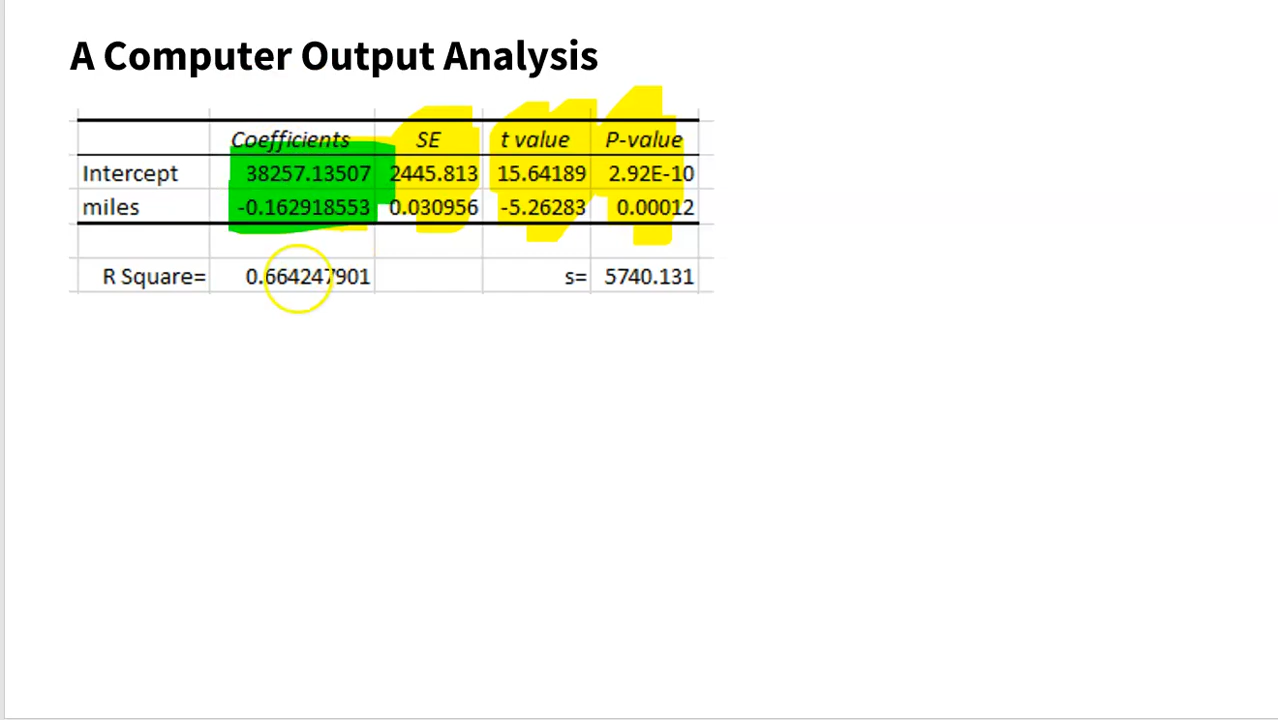 A Computer Output Analysis
Coefficients SE t value P-value
Intercept 38257.13507 2445.813 15.64189 2.92E-10
miles -0.162918553 0.030956 -5.26283 0.00012
R Square= 0.664247901 s= 5740.131